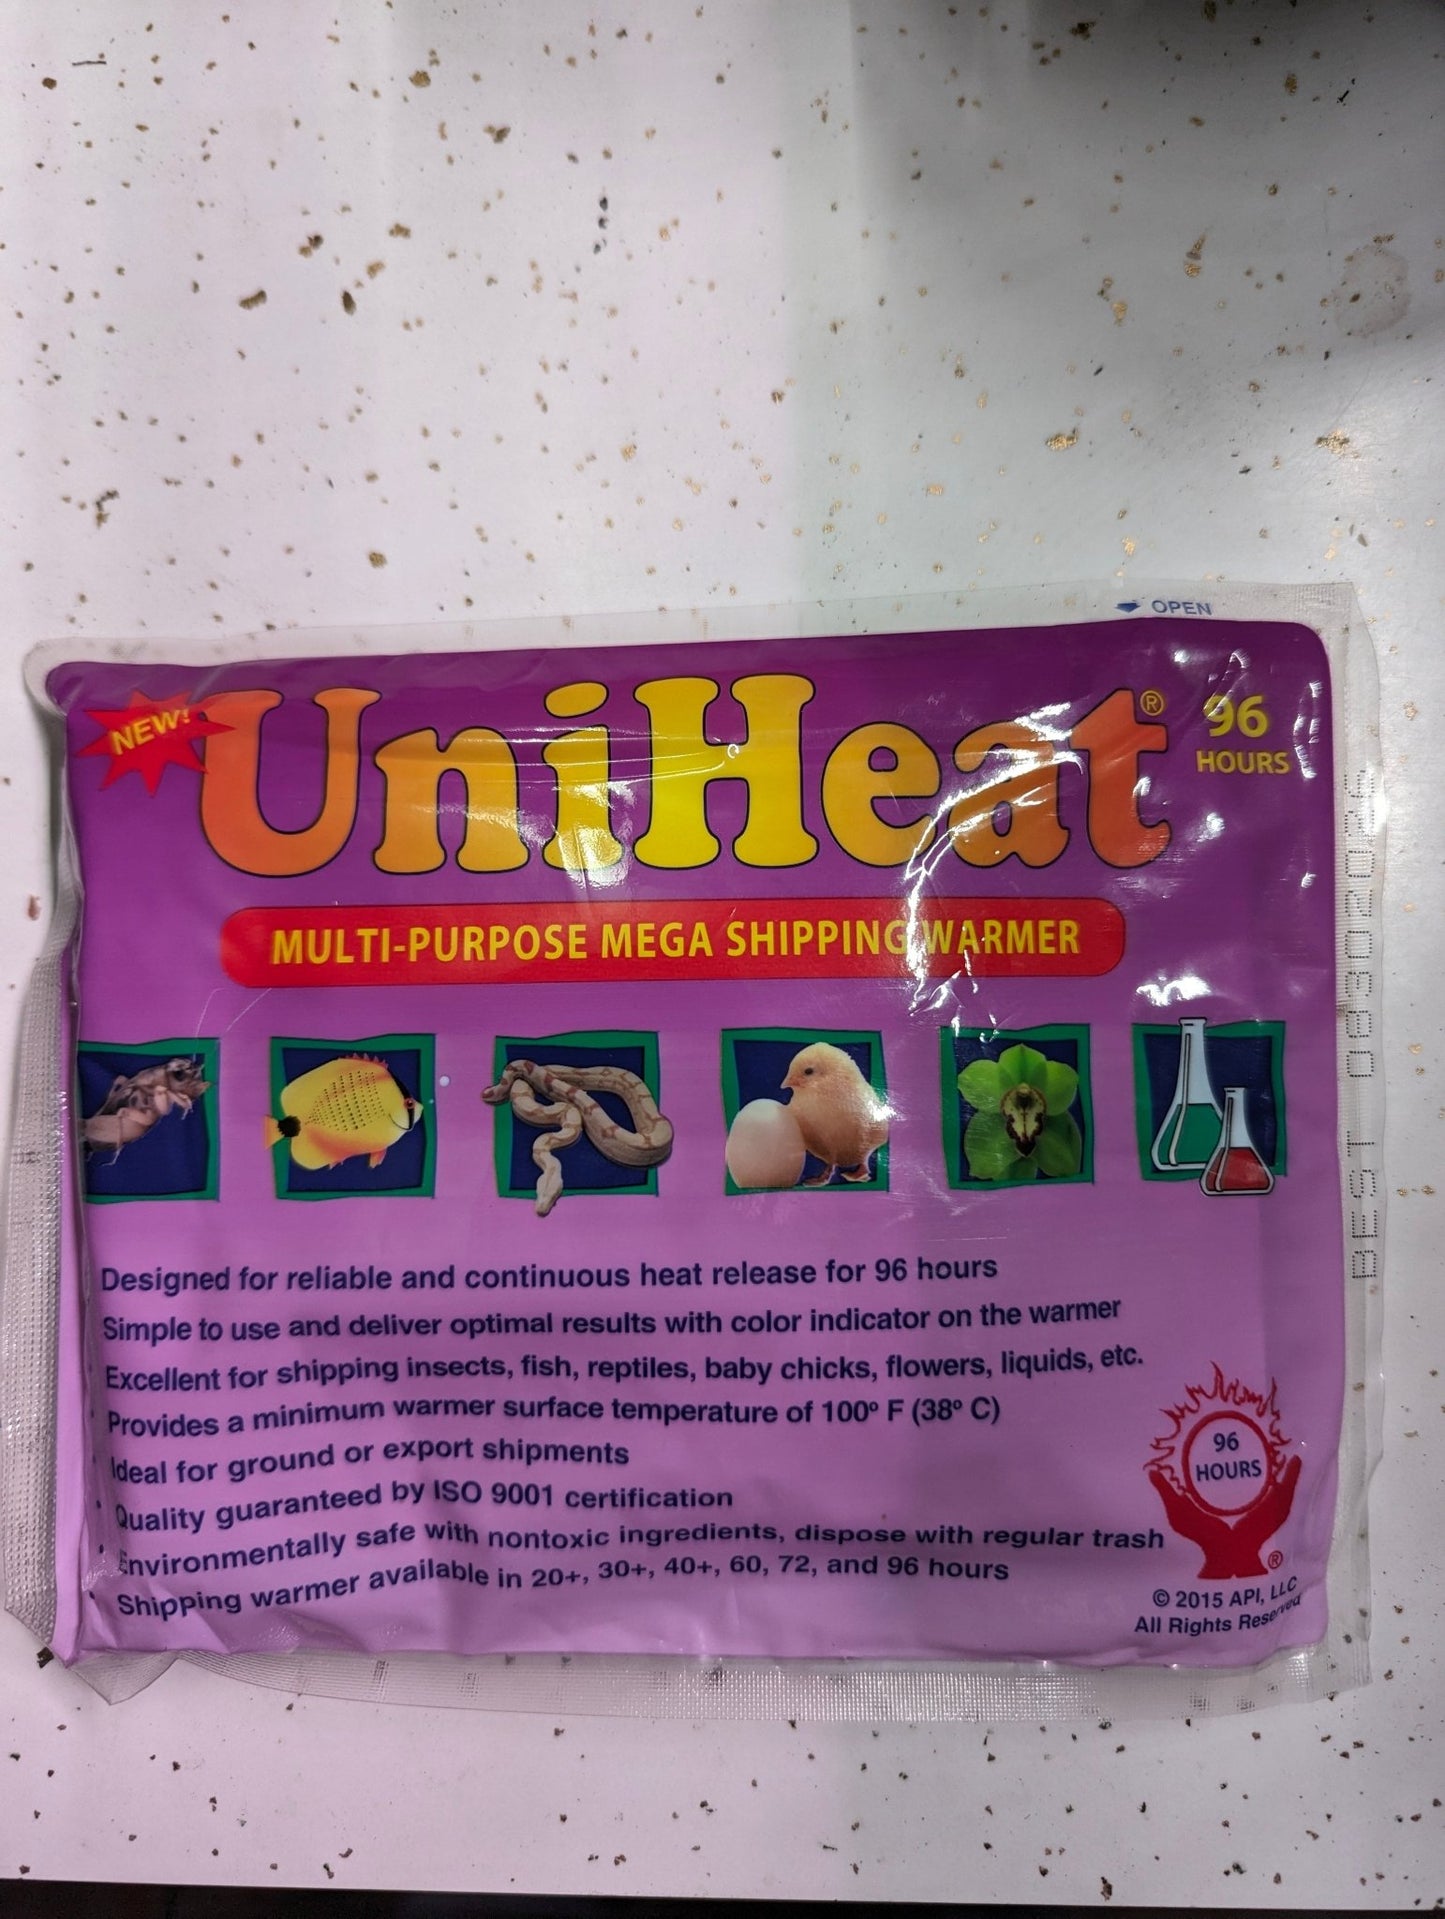 OPEN
NEW!
UniHeat®
96
HOURS
MULTI-PURPOSE MEGA SHIPPING WARMER
Designed for reliable and continuous heat release for 96 hours
Simple to use and deliver optimal results with color indicator on the warmer
Excellent for shipping insects, fish, reptiles, baby chicks, flowers, liquids, etc.
Provides a minimum warmer surface temperature of 100º F (38º C)
Ideal for ground or export shipments
Quality guaranteed by ISO 9001 certification
Environmentally safe with nontoxic ingredients, dispose with regular trash
Shipping warmer available in 20+, 30+, 40+, 60, 72, and 96 hours
96
HOURS
®
© 2015 API, LLC
All Rights Reserved
BEST